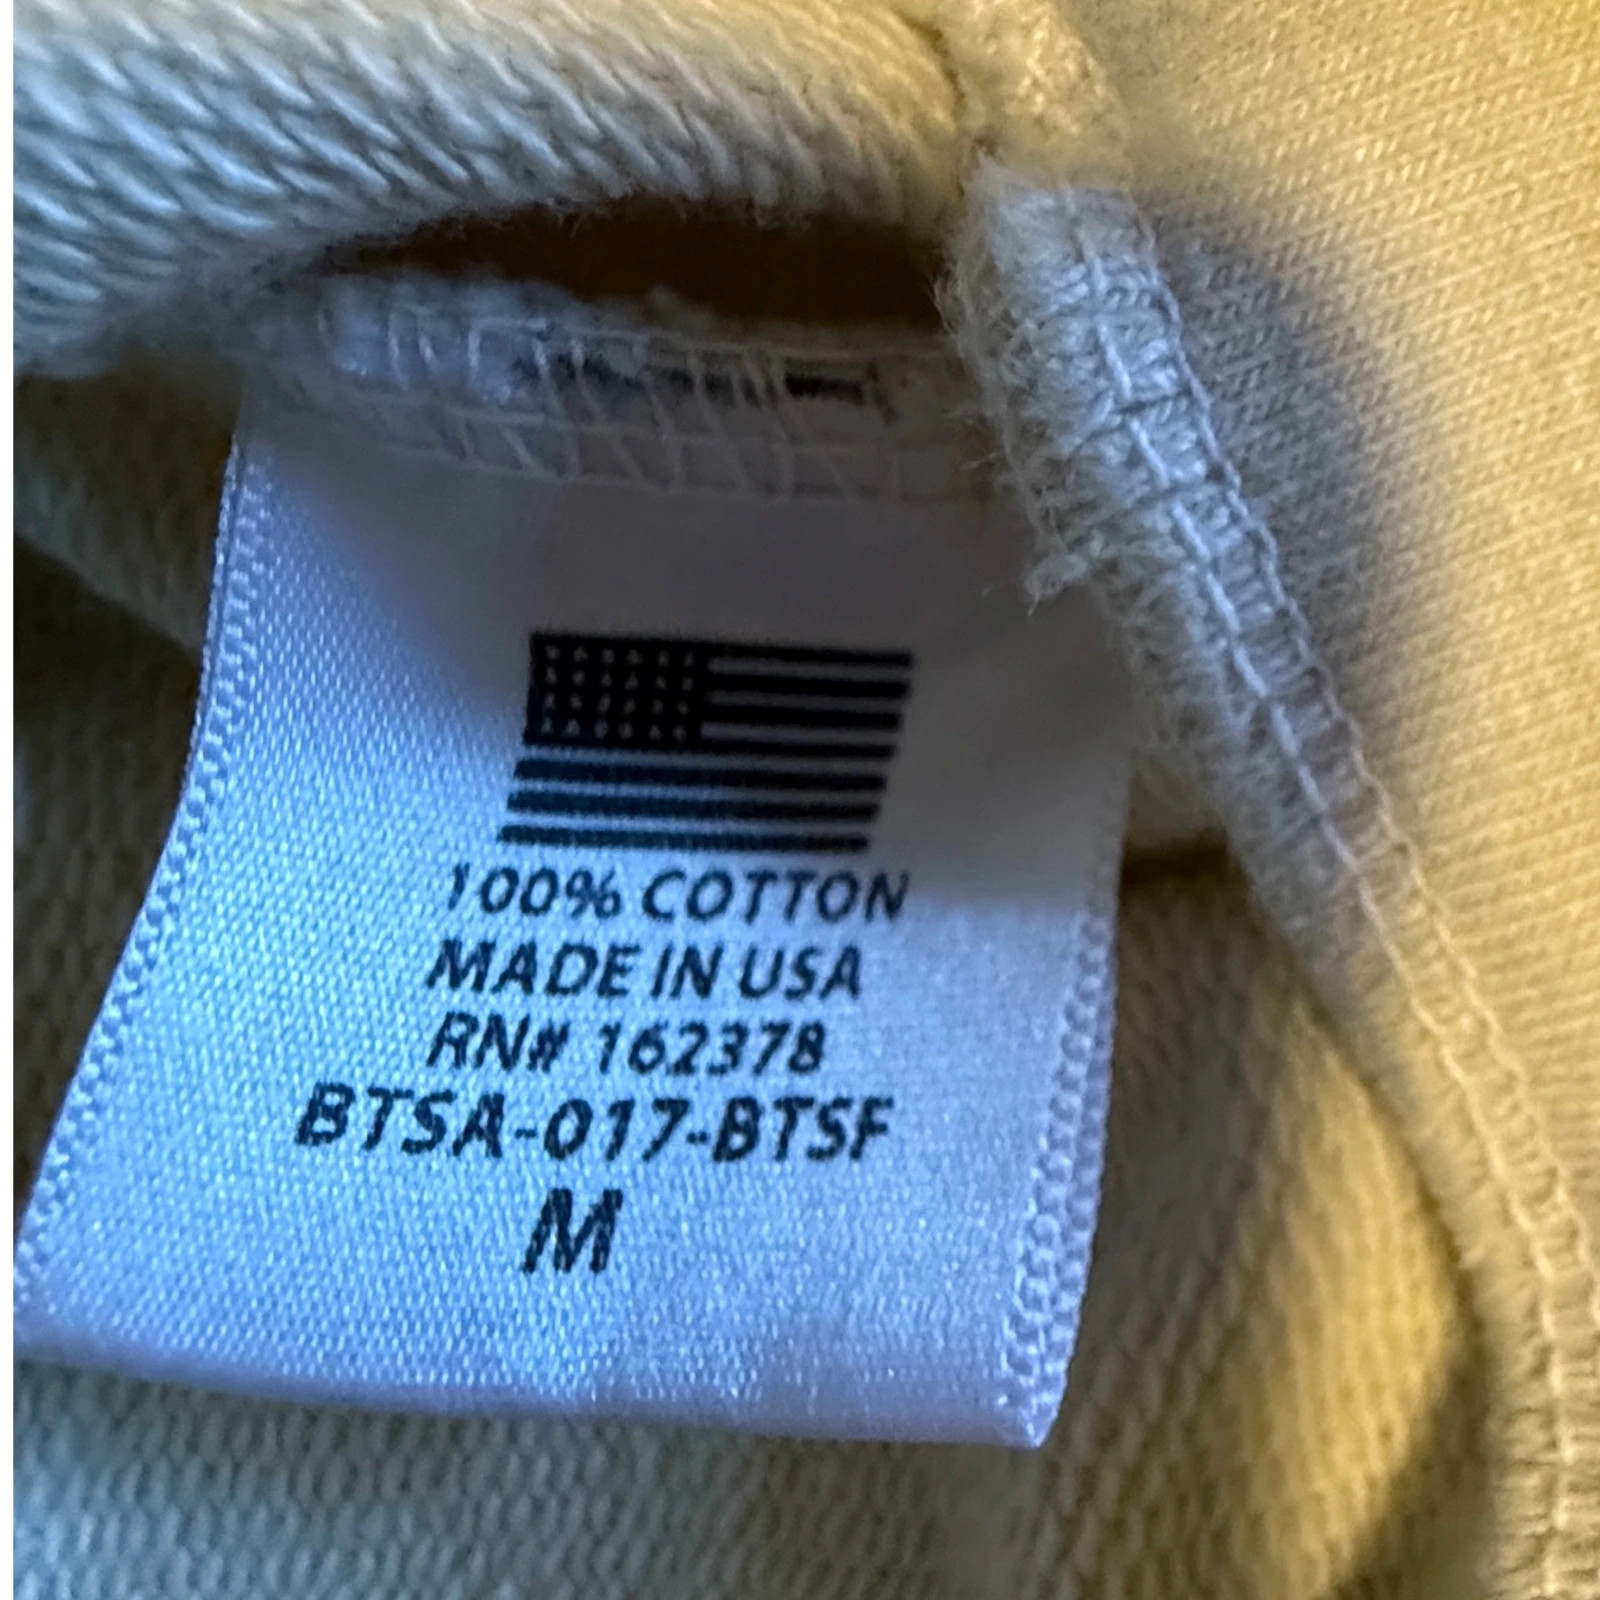 100% COTTON
MADE IN USA
RN# 162378
BTSA-017-BTSF
M